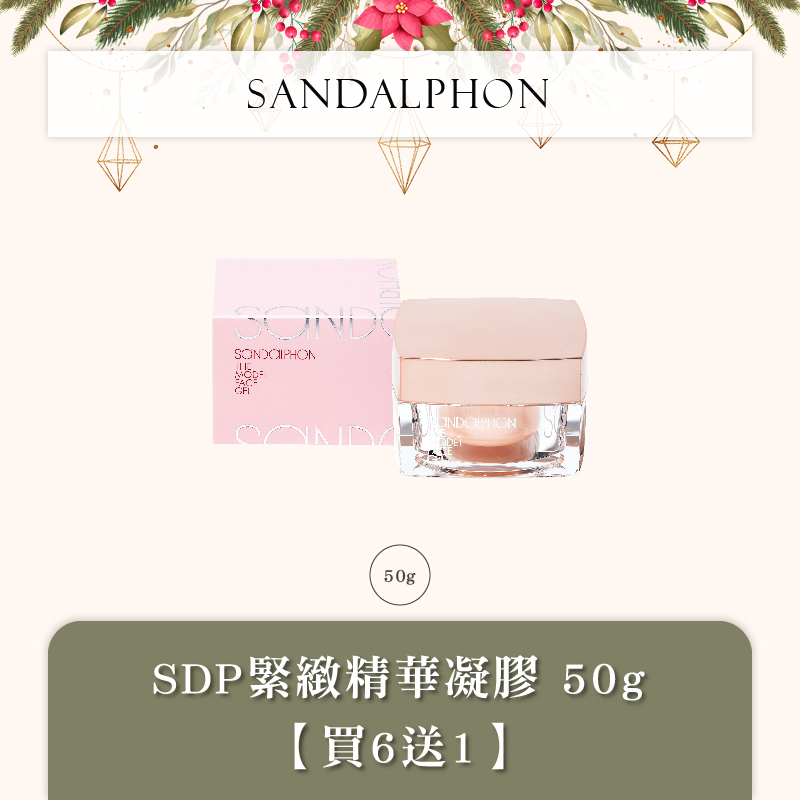 SANDALPHON
SANDALPHON
THE
MODEL
FACE
GEL
SANDALPHON
50g
SDP緊緻精華凝膠 50g
【買6送1】